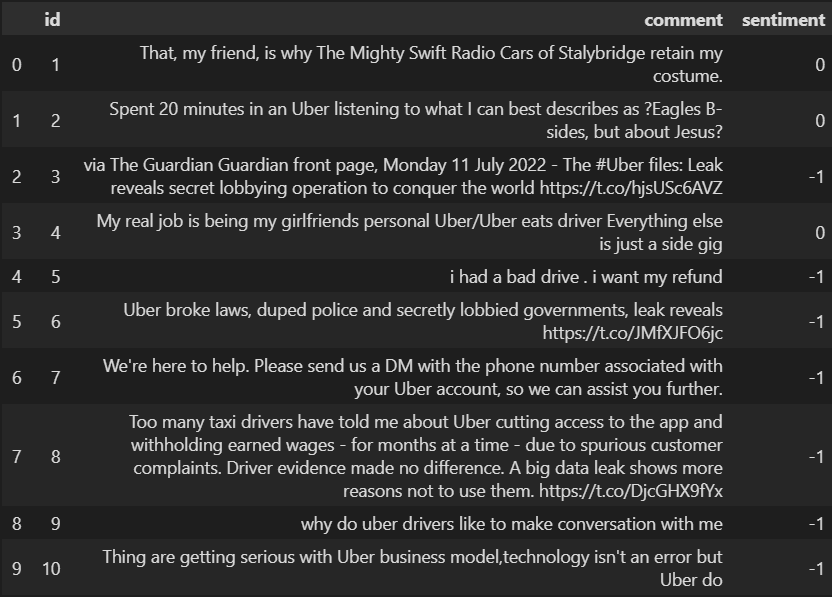 id comment sentiment
0 1 That, my friend, is why The Mighty Swift Radio Cars of Stalybridge retain my
costume. 0
1 2 Spent 20 minutes in an Uber listening to what I can best describes as ?Eagles B-
sides, but about Jesus? 0
2 3 via The Guardian Guardian front page, Monday 11 July 2022 - The #Uber files: Leak
reveals secret lobbying operation to conquer the world https://t.co/hjsUSc6AVZ -1
3 4 My real job is being my girlfriends personal Uber/Uber eats driver Everything else
is just a side gig 0
4 5 i had a bad drive . i want my refund -1
5 6 Uber broke laws, duped police and secretly lobbied governments, leak reveals
https://t.co/JMfXJFO6jc -1
6 7 We're here to help. Please send us a DM with the phone number associated with
your Uber account, so we can assist you further. -1
7 8 Too many taxi drivers have told me about Uber cutting access to the app and
withholding earned wages - for months at a time - due to spurious customer
complaints. Driver evidence made no difference. A big data leak shows more
reasons not to use them. https://t.co/DjcGHX9fYx -1
8 9 why do uber drivers like to make conversation with me -1
9 10 Thing are getting serious with Uber business model,technology isn't an error but
Uber do -1